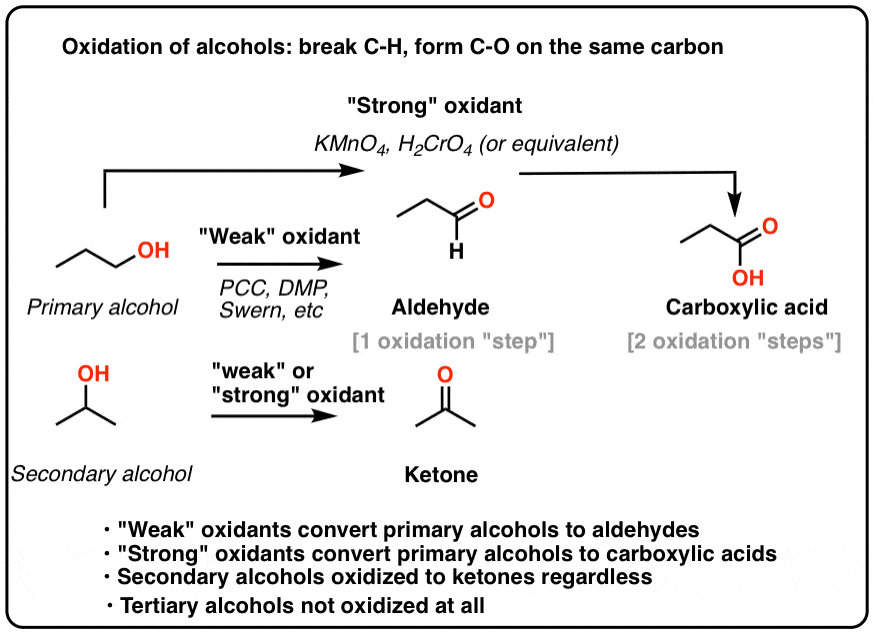 Oxidation of alcohols: break C-H, form C-O on the same carbon
"Strong" oxidant
KMnO₄, H₂CrO₄ (or equivalent)
O
H
"Weak" oxidant
OH
PCC, DMP,
Swern, etc
O
OH
Primary alcohol
Aldehyde
Carboxylic acid
[1 oxidation "step"]
[2 oxidation "steps"]
OH
"weak" or
"strong" oxidant
O
Secondary alcohol
Ketone
· "Weak" oxidants convert primary alcohols to aldehydes
· "Strong" oxidants convert primary alcohols to carboxylic acids
· Secondary alcohols oxidized to ketones regardless
· Tertiary alcohols not oxidized at all